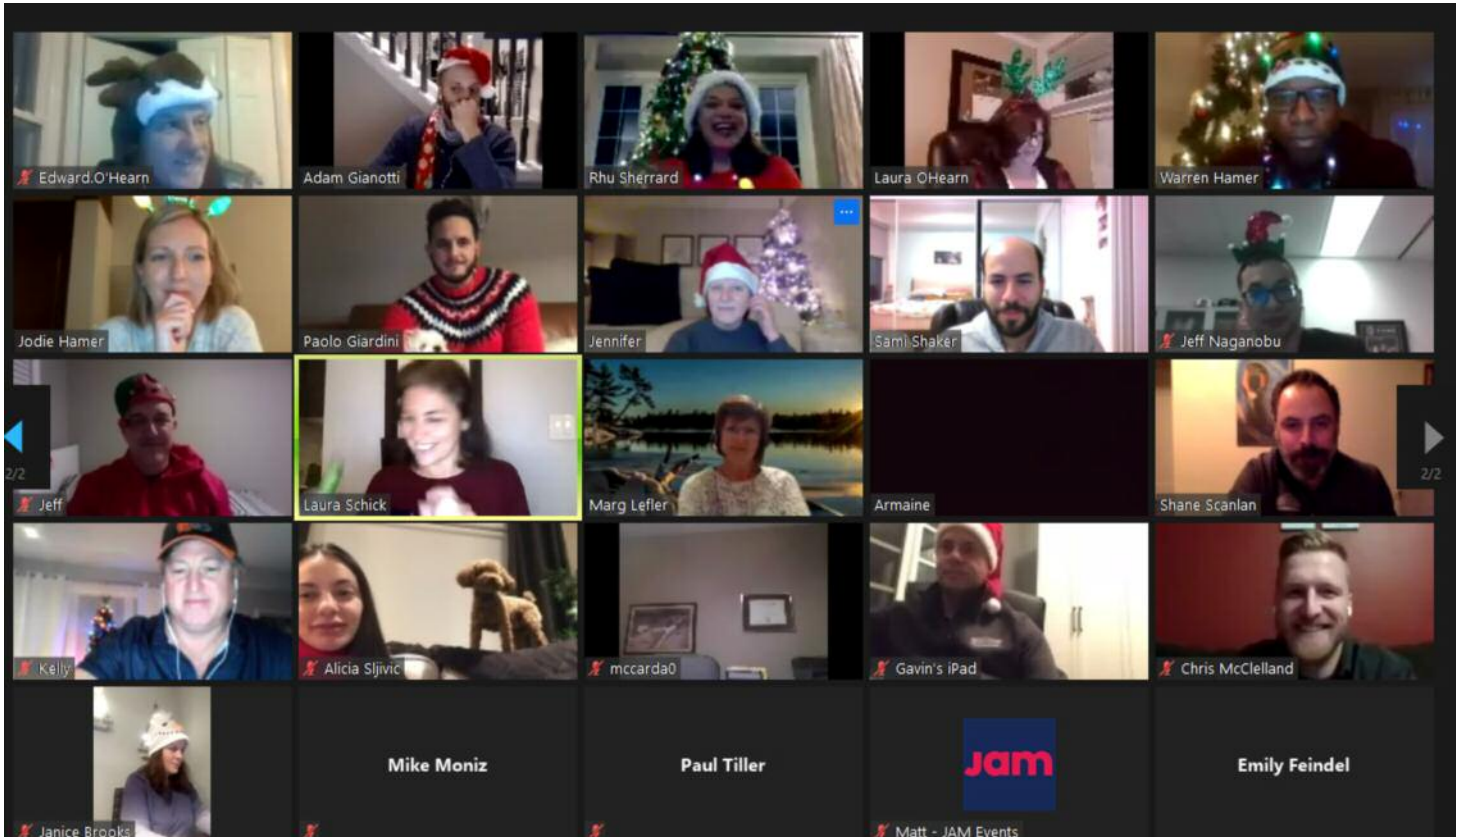 Edward.O'Hearn
Adam Gianotti
Rhu Sherrard
Laura OHearn
Warren Hamer
Jodie Hamer
Paolo Giardini
Jennifer
Sami Shaker
Jeff Naganobu
2/2
Jeff
Laura Schick
Marg Lefler
Armaine
Shane Scanlan
2/2
Kelly
Alicia Sljivic
mccarda0
Gavin's iPad
Chris McClelland
Janice Brooks
Mike Moniz
Paul Tiller
Jam
Matt - JAM Events
Emily Feindel